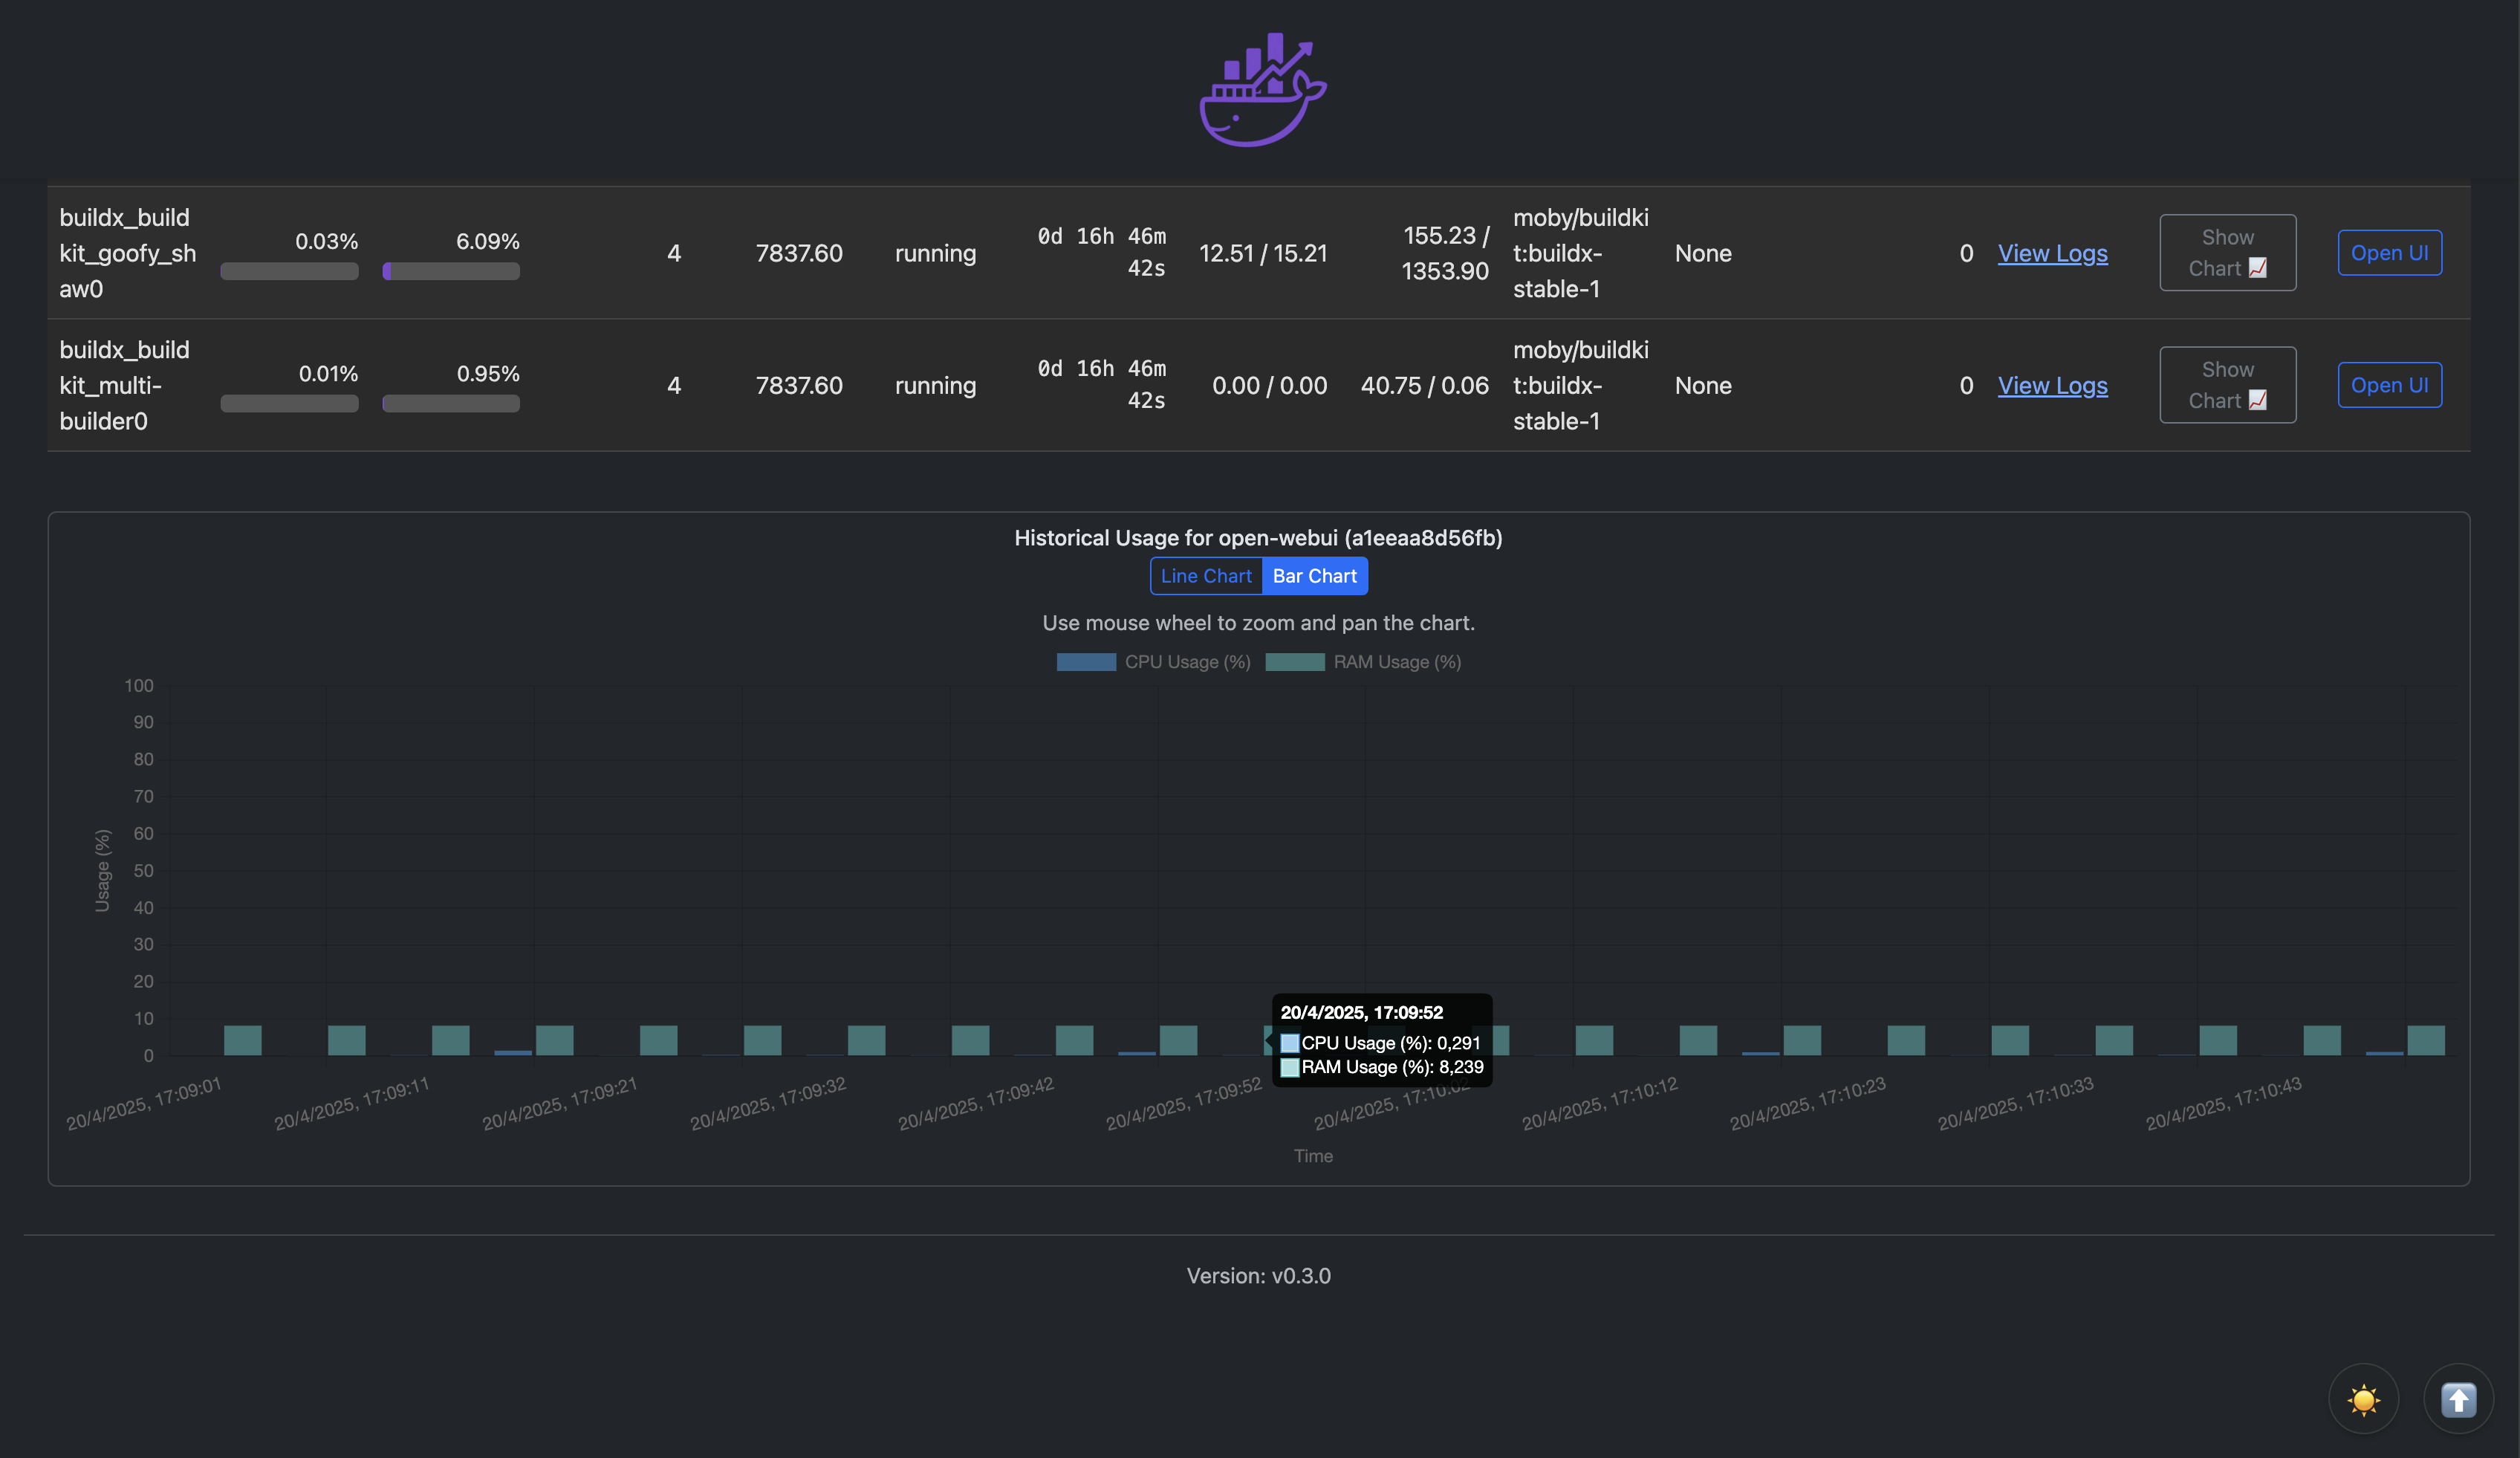 buildx_build
kit_goofy_sh
aw0
0.03%
6.09%
4
7837.60
running
0d 16h 46m
42s
12.51 / 15.21
155.23 /
1353.90
moby/buildki
t:buildx-
stable-1
None
0
View Logs
Show
Chart
Open UI
buildx_build
kit_multi-
builder0
0.01%
0.95%
4
7837.60
running
0d 16h 46m
42s
0.00 / 0.00
40.75 / 0.06
moby/buildki
t:buildx-
stable-1
None
0
View Logs
Show
Chart
Open UI
Historical Usage for open-webui (a1eeaa8d56fb)
Line Chart
Bar Chart
Use mouse wheel to zoom and pan the chart.
CPU Usage (%)
RAM Usage (%)
Usage (%)
100
90
80
70
60
50
40
30
20
10
0
20/4/2025, 17:09:52
CPU Usage (%): 0,291
RAM Usage (%): 8,239
20/4/2025, 17:09:01
20/4/2025, 17:09:11
20/4/2025, 17:09:21
20/4/2025, 17:09:32
20/4/2025, 17:09:42
20/4/2025, 17:09:52
20/4/2025, 17:10:02
20/4/2025, 17:10:12
20/4/2025, 17:10:23
20/4/2025, 17:10:33
20/4/2025, 17:10:43
Time
Version: v0.3.0